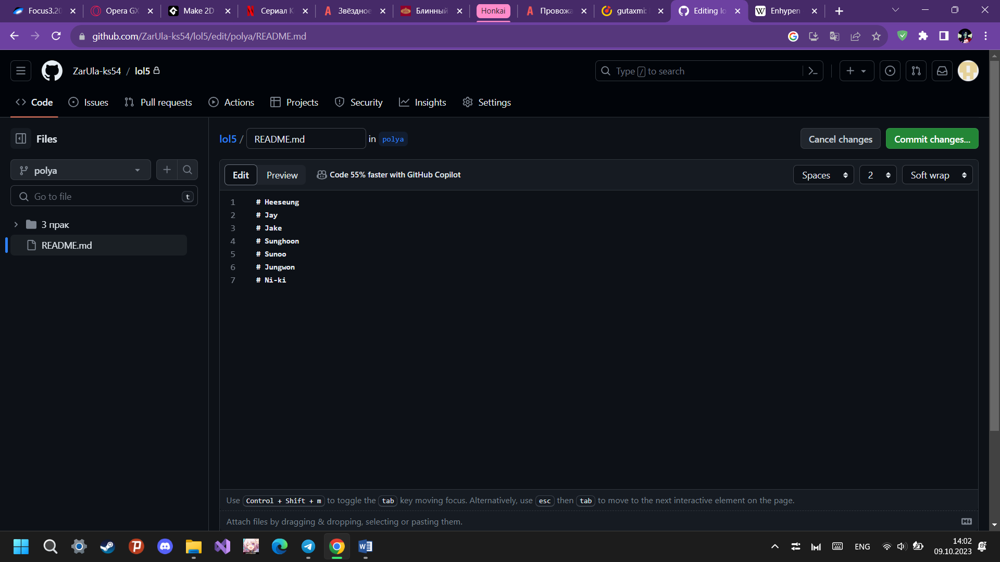 Focus3.20
Opera GX
Make 2D
Сериал К
Звёздное
Блинный
Honkai
Провожа
gutaxmi:
Editing lo
Enhypen
github.com/ZarUla-ks54/lol5/edit/polya/README.md
ZarUla-ks54 / lol5
Type / to search
Code
Issues
Pull requests
Actions
Projects
Security
Insights
Settings
Files
lol5 / README.md in polya
Cancel changes
Commit changes...
polya
Edit
Preview
Code 55% faster with GitHub Copilot
Spaces
2
Soft wrap
Go to file
t
3 прак
README.md
1 # Heeseung
2 # Jay
3 # Jake
4 # Sunghoon
5 # Sunoo
6 # Jungwon
7 # Ni-ki
Use Control + Shift + m to toggle the tab key moving focus. Alternatively, use esc then tab to move to the next interactive element on the page.
Attach files by dragging & dropping, selecting or pasting them.
ENG
14:02
09.10.2023